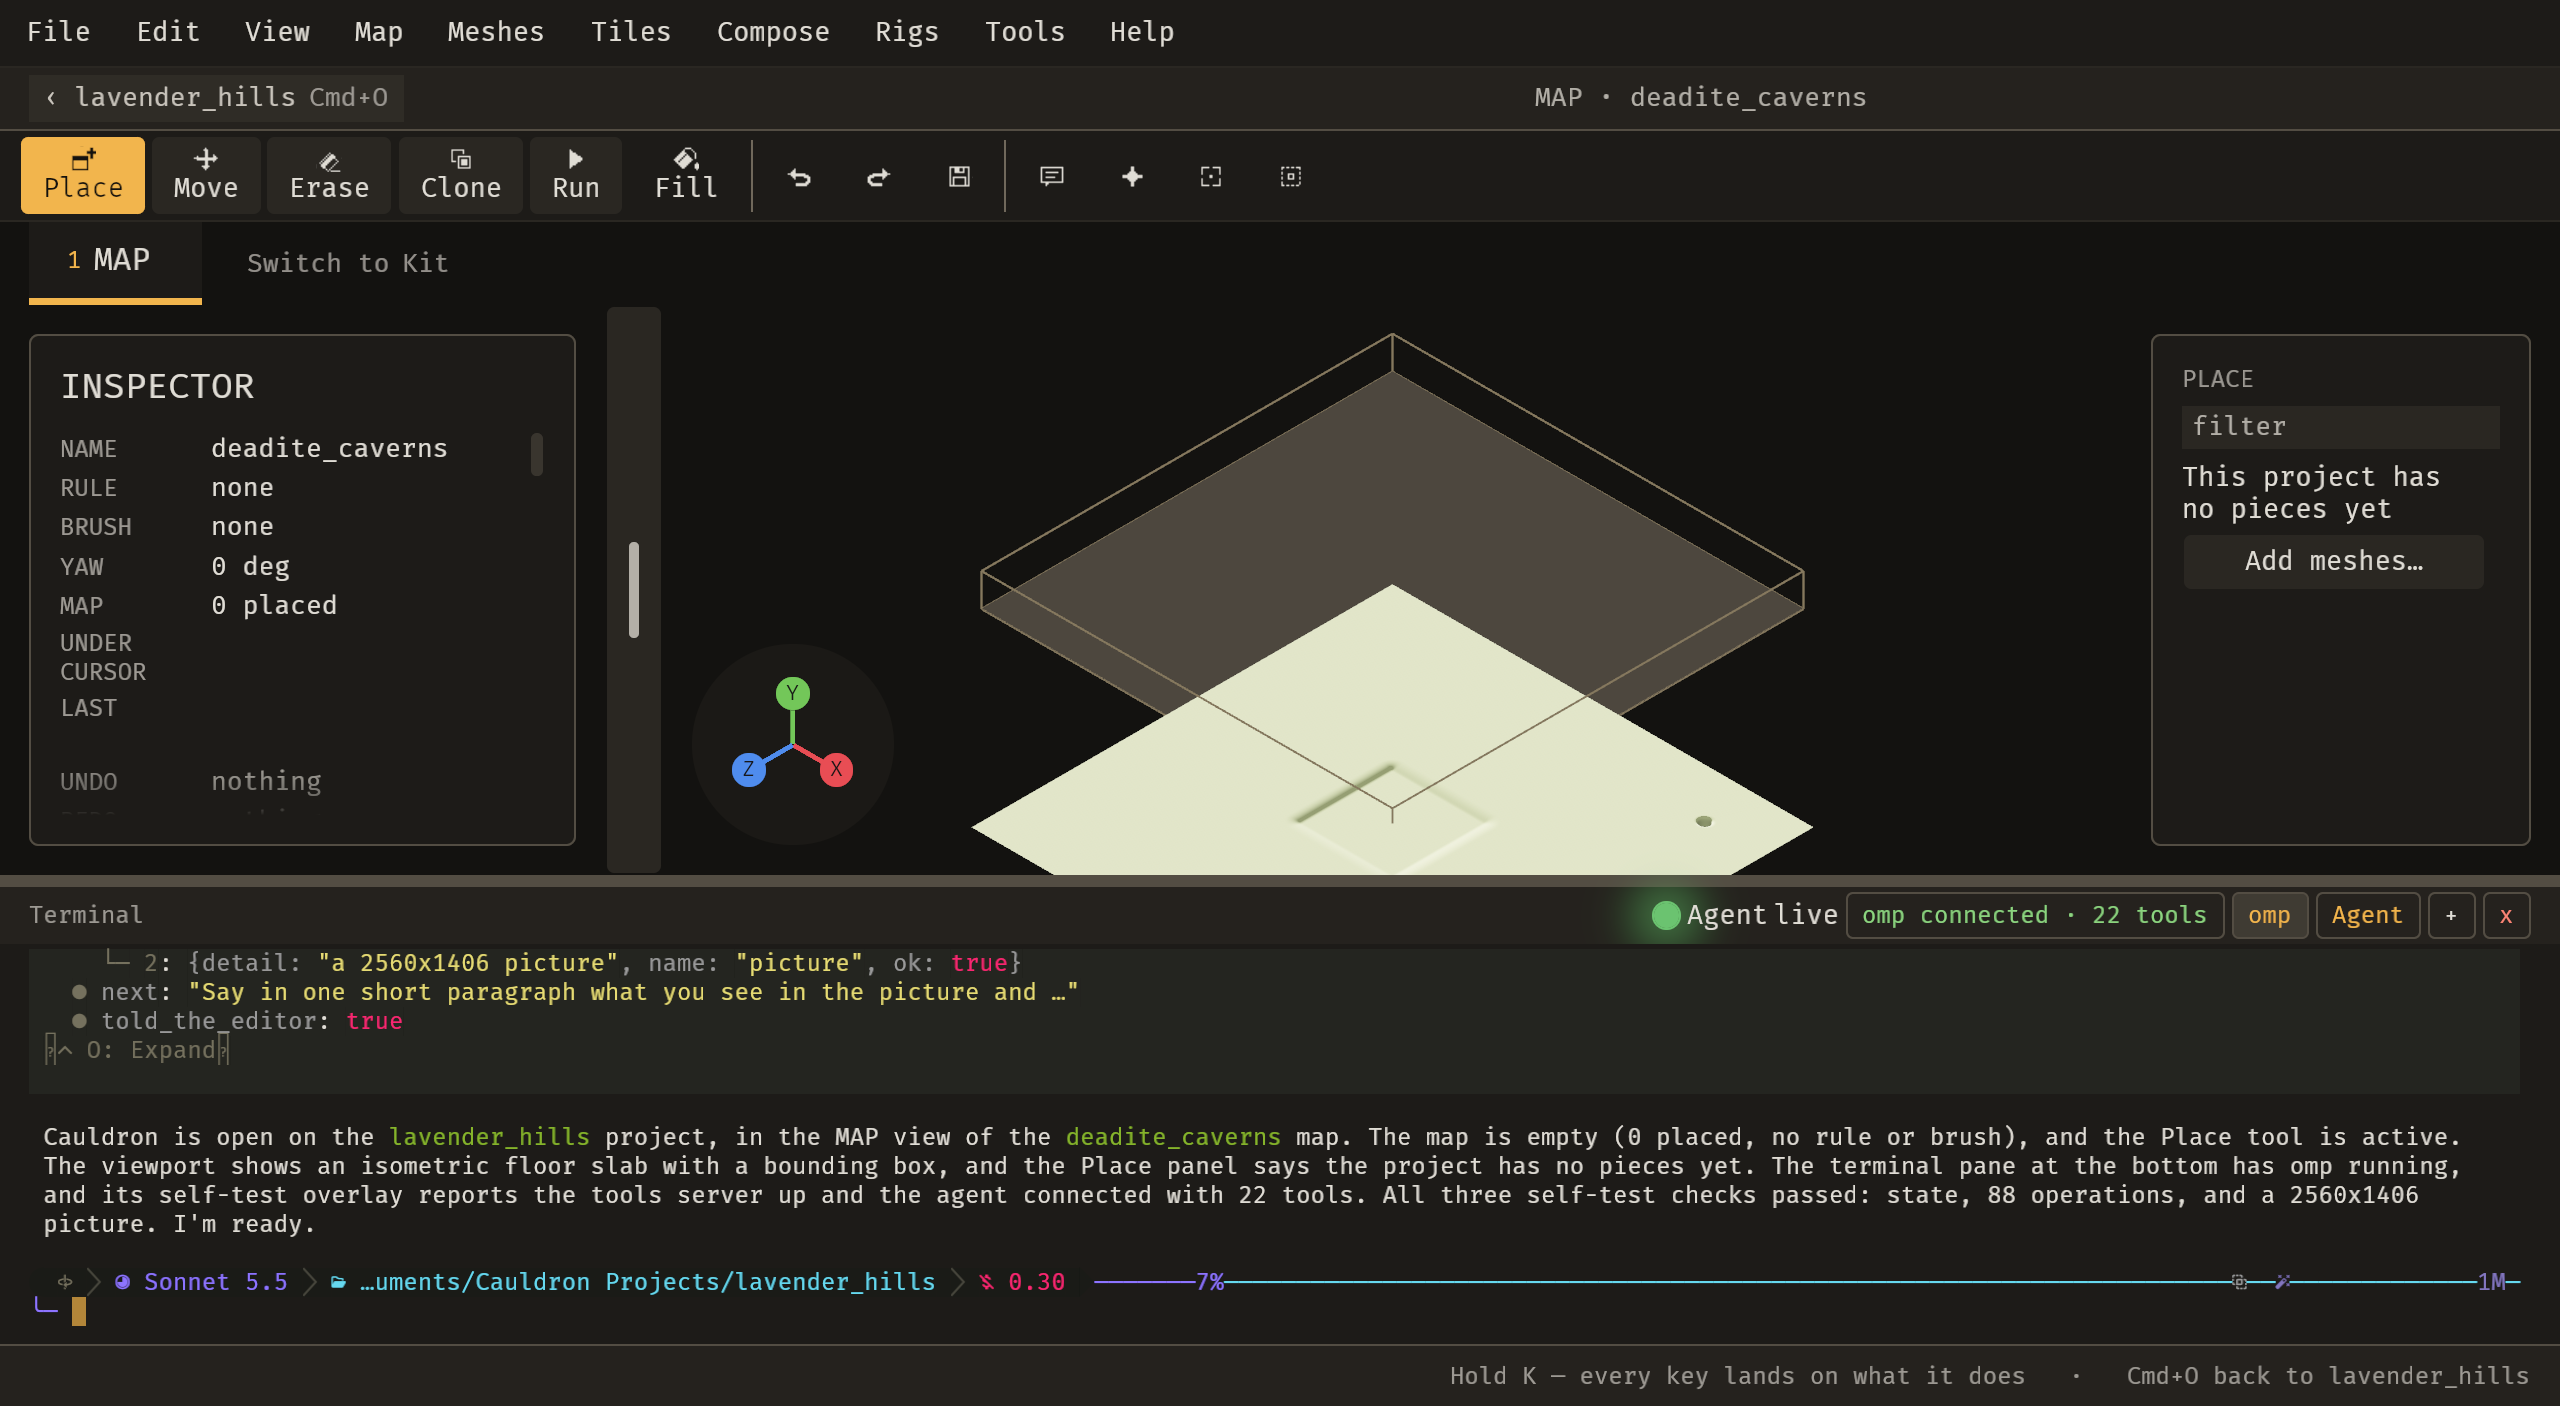 File Edit View Map Meshes Tiles Compose Rigs Tools Help
‹ lavender_hills Cmd+O
MAP · deadite_caverns
Place Move Erase Clone Run Fill
1 MAP Switch to Kit
INSPECTOR
NAME deadite_caverns
RULE none
BRUSH none
YAW 0 deg
MAP 0 placed
UNDER
CURSOR
LAST
UNDO nothing
Y
Z
X
PLACE
filter
This project has
no pieces yet
Add meshes…
Terminal
Agent live
omp connected · 22 tools
omp
Agent
+
x
2: {detail: "a 2560x1406 picture", name: "picture", ok: true}
next: "Say in one short paragraph what you see in the picture and …"
told_the_editor: true
^ O: Expand
Cauldron is open on the lavender_hills project, in the MAP view of the deadite_caverns map. The map is empty (0 placed, no rule or brush), and the Place tool is active.
The viewport shows an isometric floor slab with a bounding box, and the Place panel says the project has no pieces yet. The terminal pane at the bottom has omp running,
and its self-test overlay reports the tools server up and the agent connected with 22 tools. All three self-test checks passed: state, 88 operations, and a 2560x1406
picture. I'm ready.
Sonnet 5.5 …uments/Cauldron Projects/lavender_hills 0.30 7% 1M
Hold K — every key lands on what it does · Cmd+O back to lavender_hills